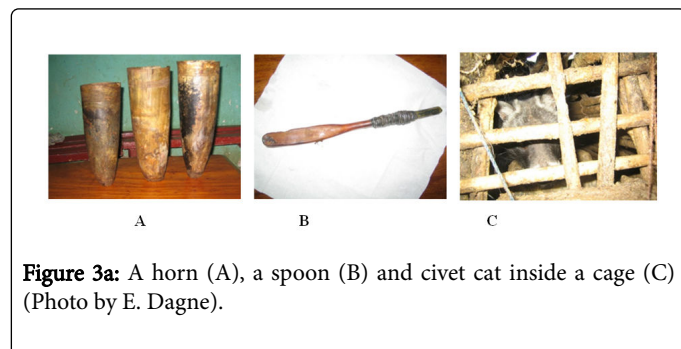 A B C
Figure 3a: A horn (A), a spoon (B) and civet cat inside a cage (C)
(Photo by E. Dagne).